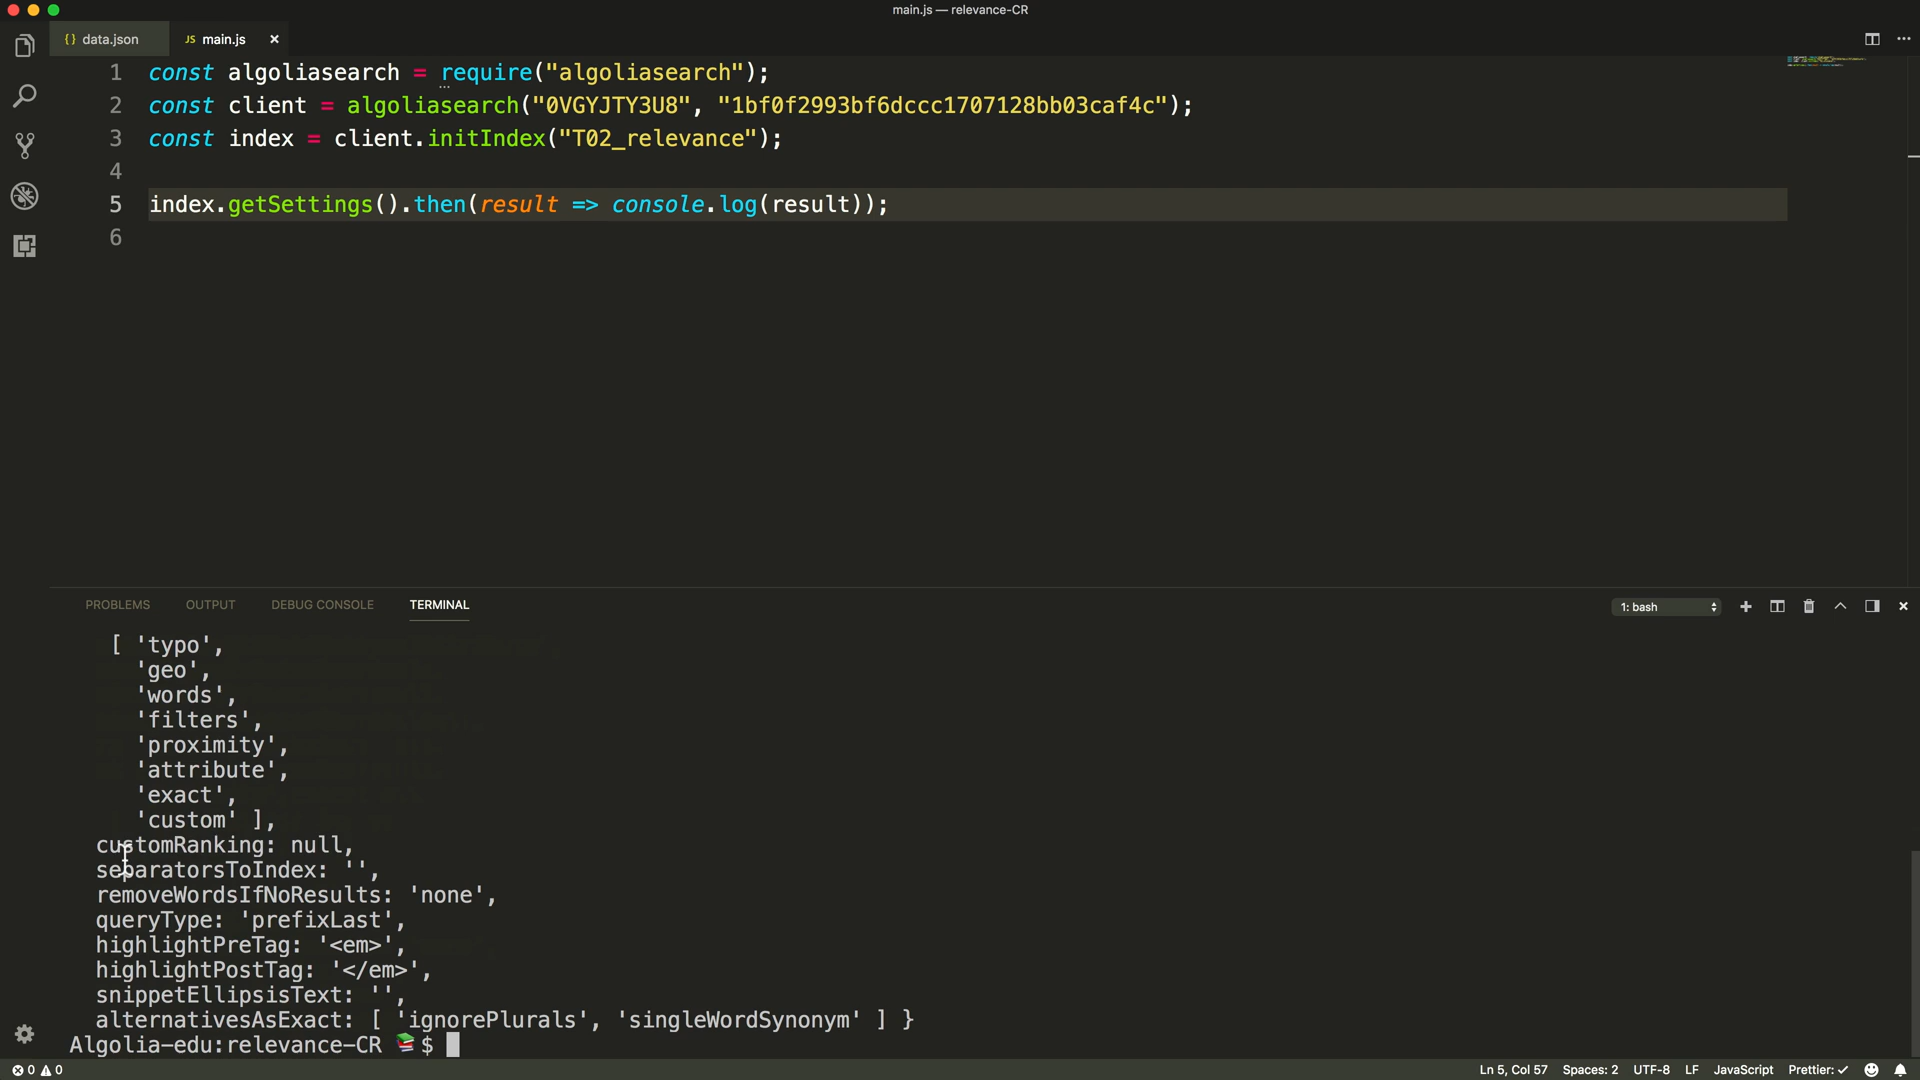 main.js — relevance-CR
{} data.json
JS main.js ×
1 const algoliasearch = require("algoliasearch");
2 const client = algoliasearch("0VGYJTY3U8", "1bf0f2993bf6dccc1707128bb03caf4c");
3 const index = client.initIndex("T02_relevance");
4
5 index.getSettings().then(result => console.log(result));
6
PROBLEMS OUTPUT DEBUG CONSOLE TERMINAL 1: bash
[ 'typo',
'geo',
'words',
'filters',
'proximity',
'attribute',
'exact',
'custom' ],
customRanking: null,
separatorsToIndex: '',
removeWordsIfNoResults: 'none',
queryType: 'prefixLast',
highlightPreTag: '<em>',
highlightPostTag: '</em>',
snippetEllipsisText: '',
alternativesAsExact: [ 'ignorePlurals', 'singleWordSynonym' ] }
Algolia-edu:relevance-CR 📚$
0 0 Ln 5, Col 57 Spaces: 2 UTF-8 LF JavaScript Prettier: ✓